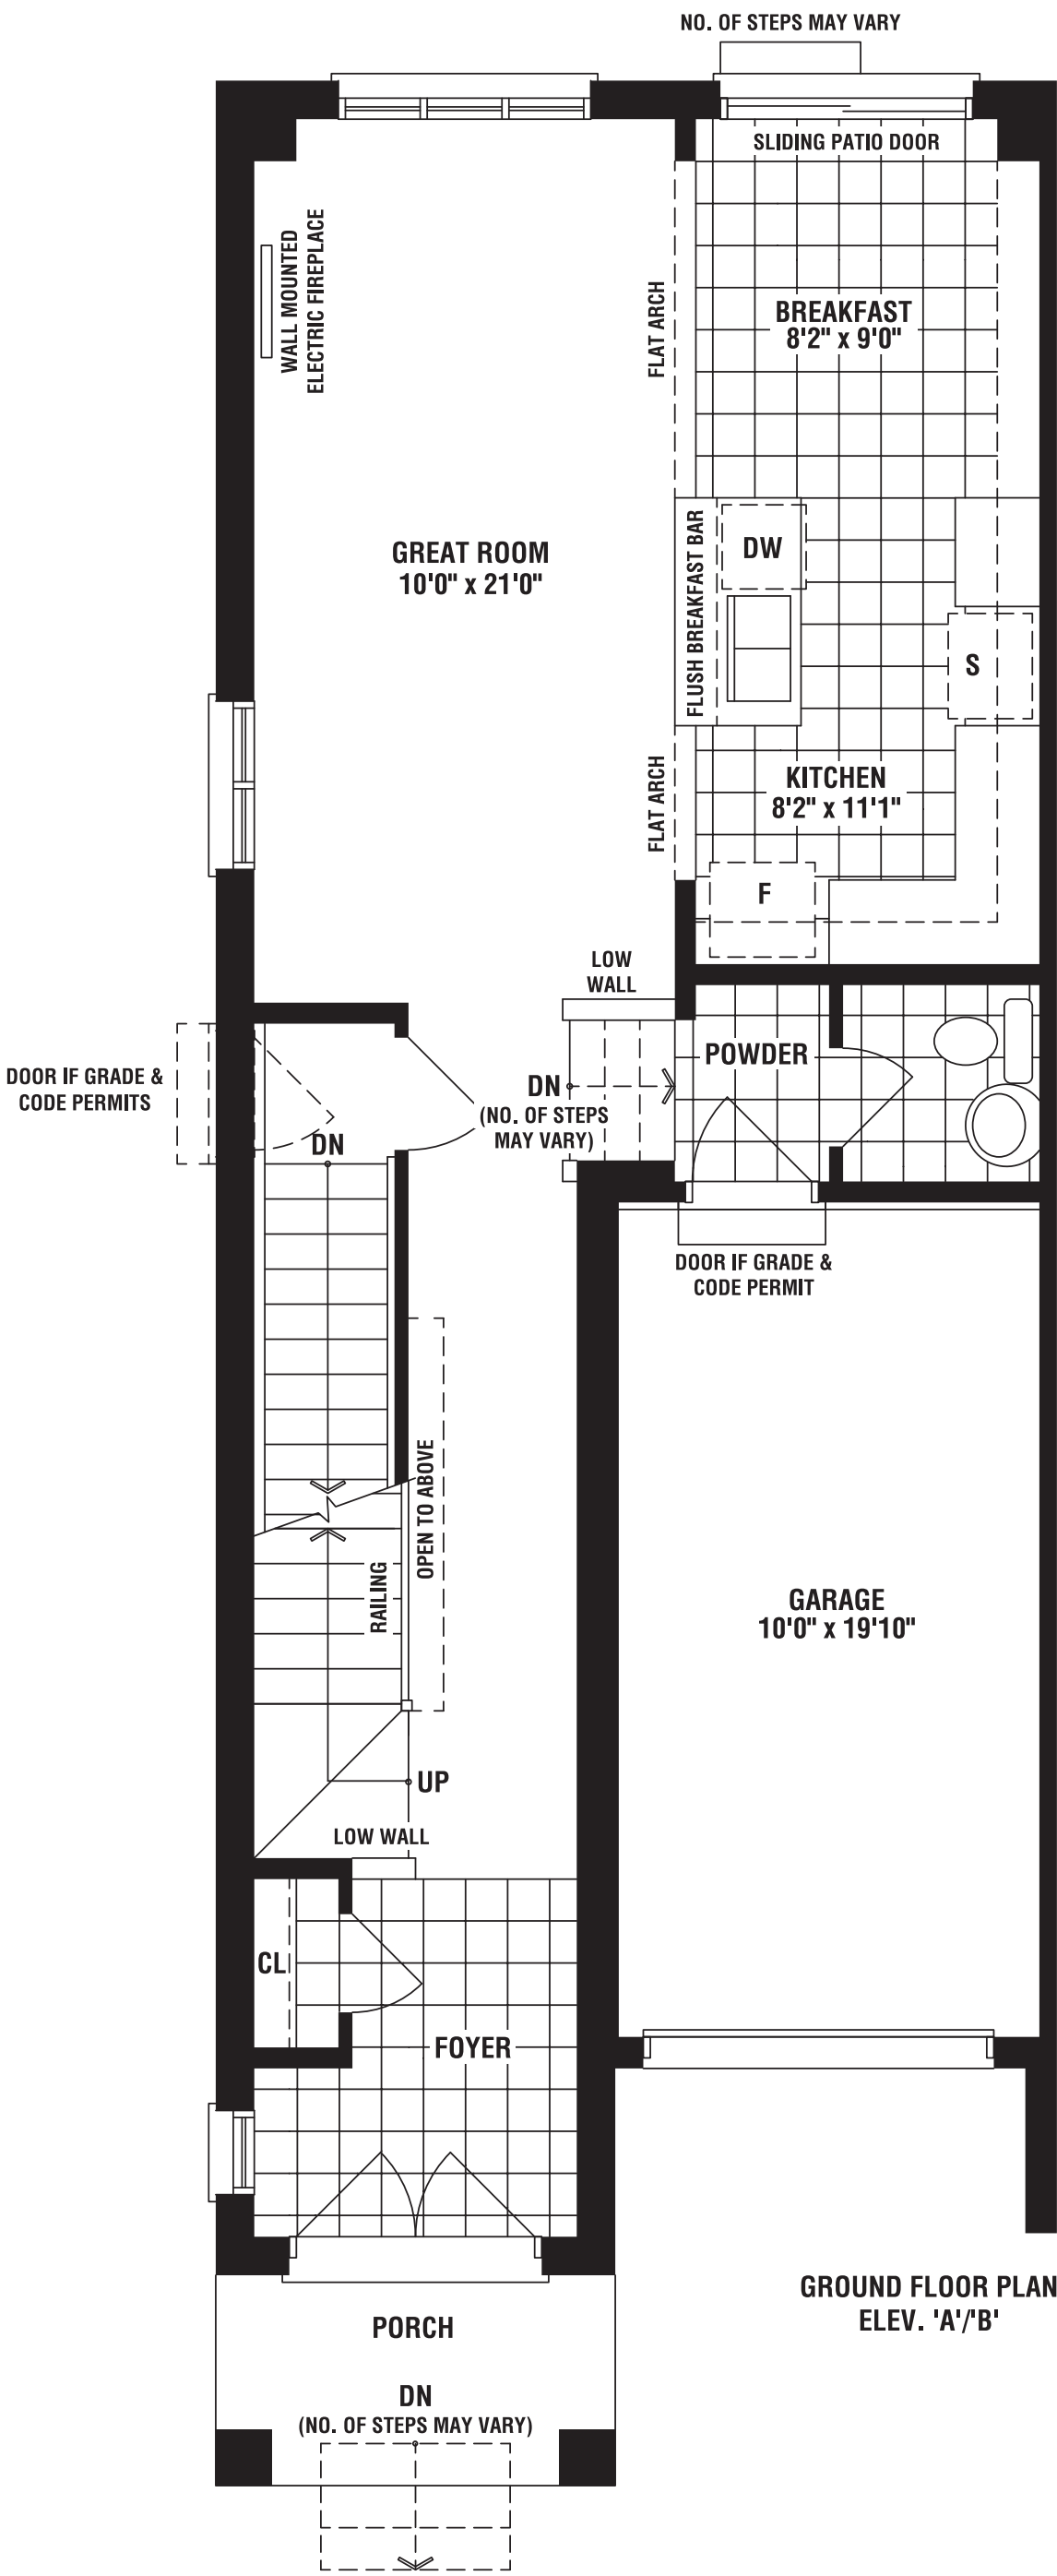 NO. OF STEPS MAY VARY
SLIDING PATIO DOOR
WALL MOUNTED
ELECTRIC FIREPLACE
FLAT ARCH
BREAKFAST
8'2" x 9'0"
GREAT ROOM
10'0" x 21'0"
FLUSH BREAKFAST BAR
DW
S
FLAT ARCH
KITCHEN
8'2" x 11'1"
F
LOW
WALL
POWDER
DOOR IF GRADE &
CODE PERMITS
DN
(NO. OF STEPS
MAY VARY)
DN
DOOR IF GRADE &
CODE PERMIT
OPEN TO ABOVE
RAILING
GARAGE
10'0" x 19'10"
UP
LOW WALL
CL
FOYER
GROUND FLOOR PLAN
ELEV. 'A'/'B'
PORCH
DN
(NO. OF STEPS MAY VARY)